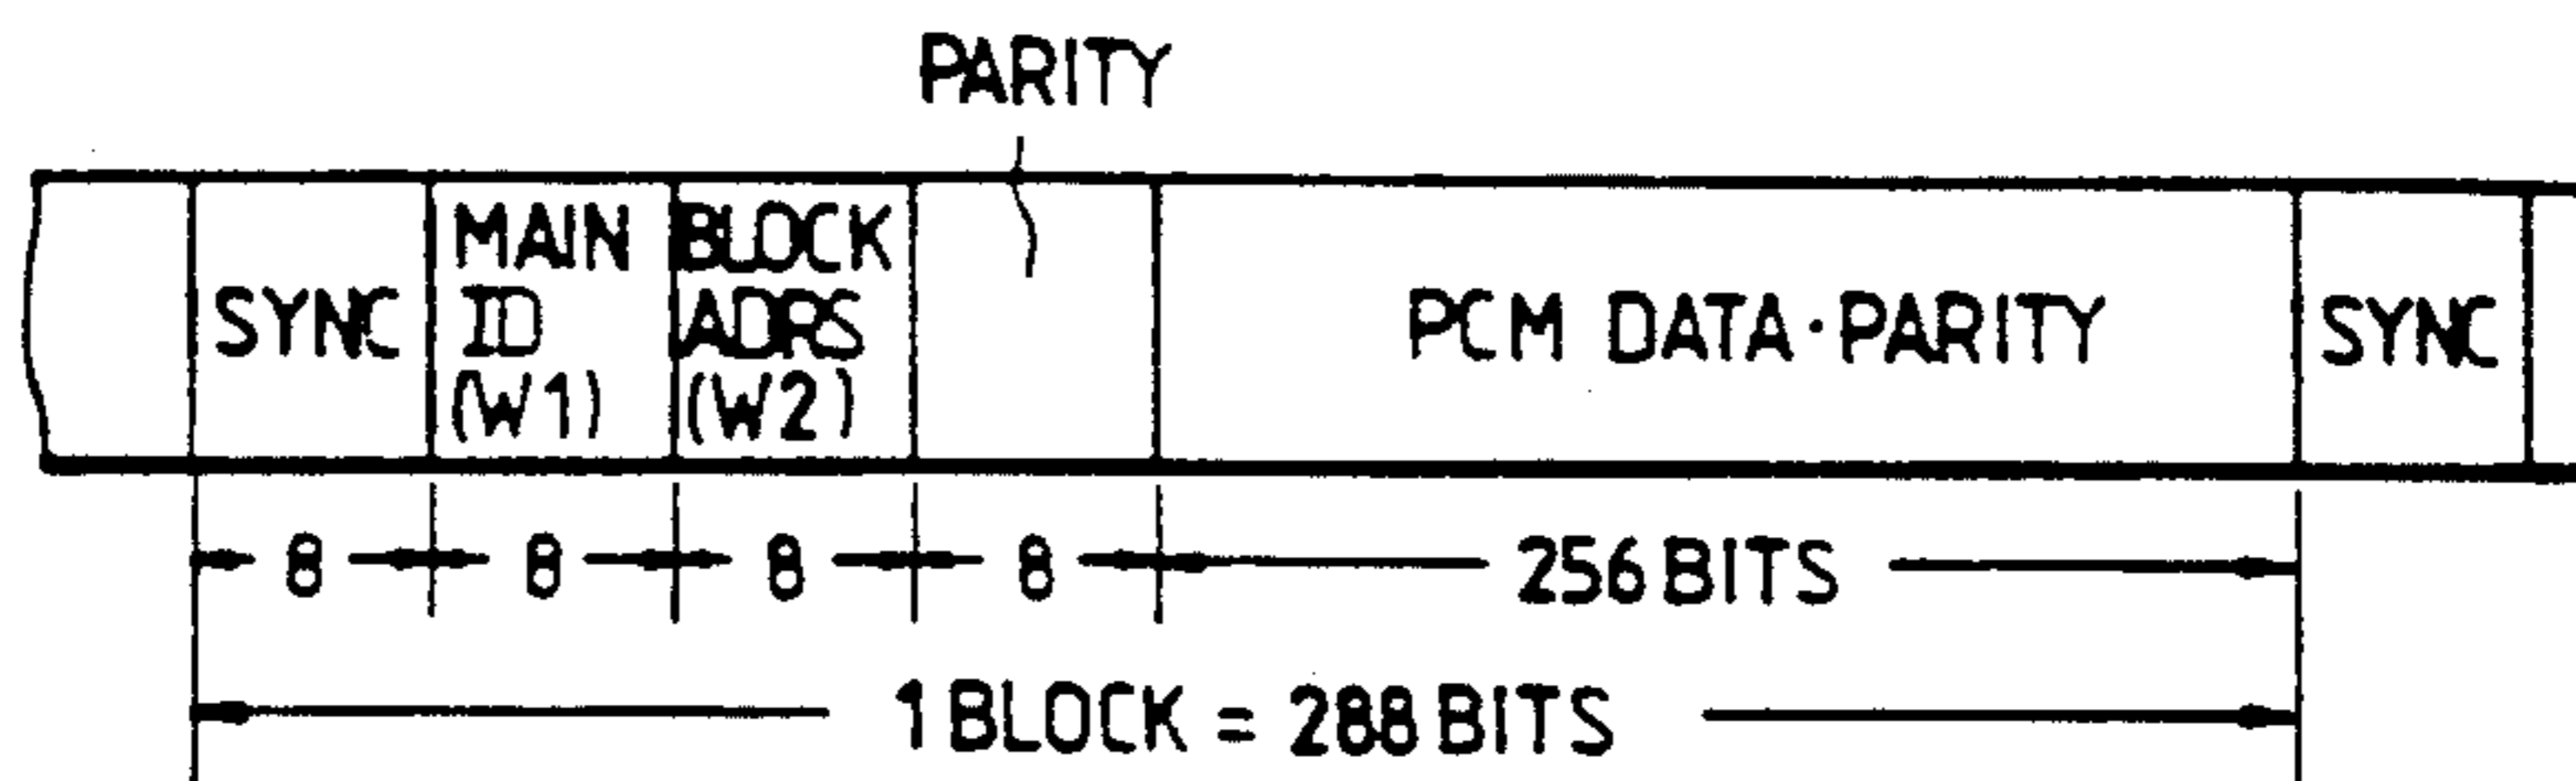 PARITY
SYNC
MAIN
ID
(W1)
BLOCK
ADRS
(W2)
PCM DATA·PARITY
SYNC
8
8
8
8
256 BITS
1 BLOCK = 288 BITS